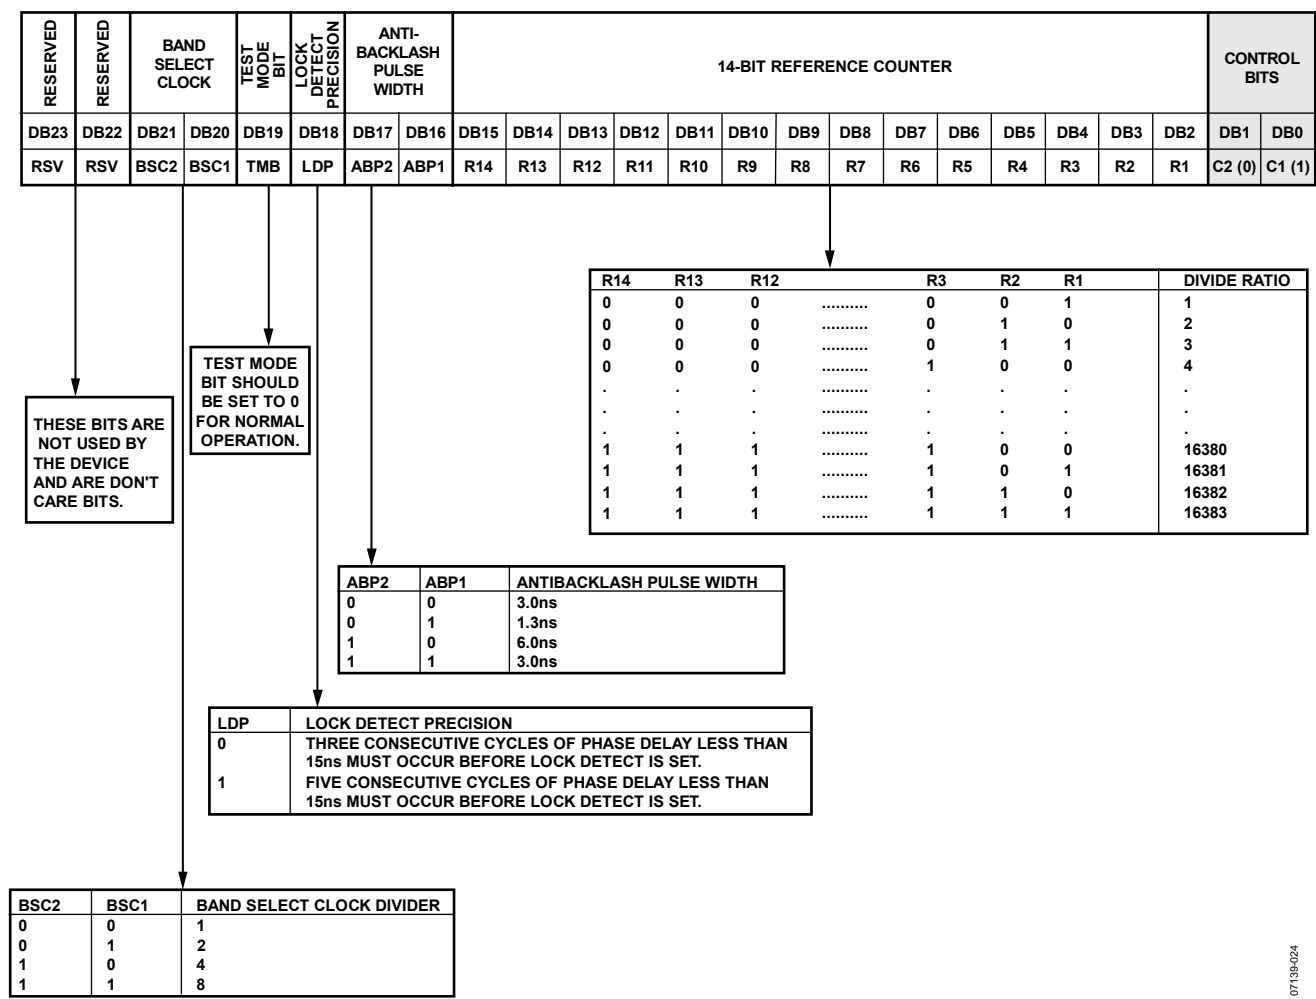 RESERVED
RESERVED
BAND
SELECT
CLOCK
TEST
MODE
BIT
LOCK
DETECT
PRECISION
ANTI-
BACKLASH
PULSE
WIDTH
14-BIT REFERENCE COUNTER
CONTROL
BITS
DB23 DB22 DB21 DB20 DB19 DB18 DB17 DB16 DB15 DB14 DB13 DB12 DB11 DB10 DB9 DB8 DB7 DB6 DB5 DB4 DB3 DB2 DB1 DB0
RSV RSV BSC2 BSC1 TMB LDP ABP2 ABP1 R14 R13 R12 R11 R10 R9 R8 R7 R6 R5 R4 R3 R2 R1 C2 (0) C1 (1)
R14 R13 R12 R3 R2 R1 DIVIDE RATIO
0 0 0 .......... 0 0 1 1
0 0 0 .......... 0 1 0 2
0 0 0 .......... 0 1 1 3
0 0 0 .......... 1 0 0 4
. . . .......... . . . .
. . . .......... . . . .
. . . .......... . . . .
1 1 1 .......... 1 0 0 16380
1 1 1 .......... 1 0 1 16381
1 1 1 .......... 1 1 0 16382
1 1 1 .......... 1 1 1 16383
TEST MODE
BIT SHOULD
BE SET TO 0
FOR NORMAL
OPERATION.
THESE BITS ARE
NOT USED BY
THE DEVICE
AND ARE DON'T
CARE BITS.
ABP2 ABP1 ANTIBACKLASH PULSE WIDTH
0 0 3.0ns
0 1 1.3ns
1 0 6.0ns
1 1 3.0ns
LDP LOCK DETECT PRECISION
0 THREE CONSECUTIVE CYCLES OF PHASE DELAY LESS THAN
15ns MUST OCCUR BEFORE LOCK DETECT IS SET.
1 FIVE CONSECUTIVE CYCLES OF PHASE DELAY LESS THAN
15ns MUST OCCUR BEFORE LOCK DETECT IS SET.
BSC2 BSC1 BAND SELECT CLOCK DIVIDER
0 0 1
0 1 2
1 0 4
1 1 8
07139-024